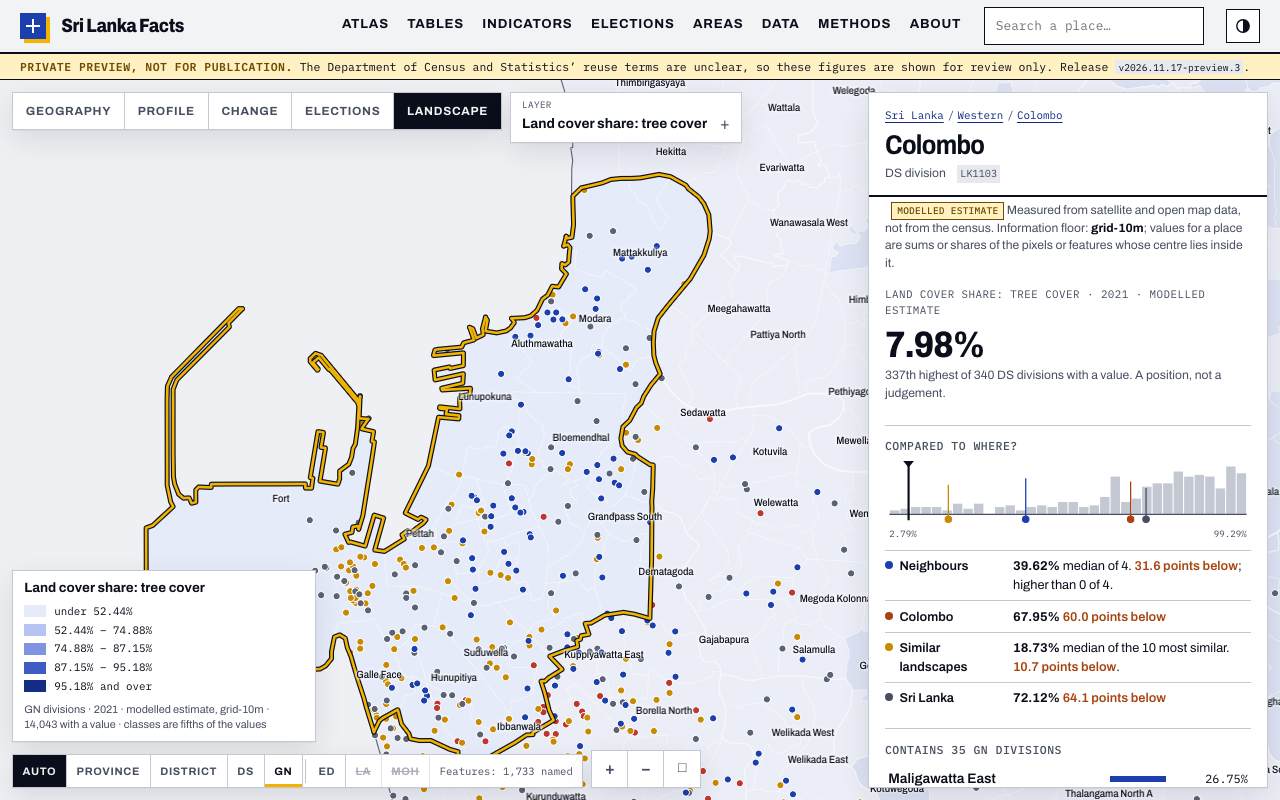 Sri Lanka Facts
ATLAS TABLES INDICATORS ELECTIONS AREAS DATA METHODS ABOUT
Search a place…
PRIVATE PREVIEW, NOT FOR PUBLICATION. The Department of Census and Statistics’ reuse terms are unclear, so these figures are shown for review only. Release v2026.11.17-preview.3.
GEOGRAPHY PROFILE CHANGE ELECTIONS LANDSCAPE
LAYER
Land cover share: tree cover +
Thimbirigasyaya
Welegoda
Wattala
Hekitta
Evariwatta
Wanawasala West
Mattakkuliya
Meegahawatta
Modara
Pattiya North
Aluthmawatha
Lunupokuna
Sedawatta
Bloemendhal
Kotuvila
Fort
Welewatta
Grandpass South
Pettah
Dematagoda
Megoda Kolonn
Gajabapura
Salamulla
Suduwella
Kuppiyawatta East
Galle Face
Hunupitiya
Borella North
Ibbanwala
Welikada West
Welikada East
Kurunduwatta
Kotuwegoda
Thalangama North A
Land cover share: tree cover
under 52.44%
52.44% – 74.88%
74.88% – 87.15%
87.15% – 95.18%
95.18% and over
GN divisions · 2021 · modelled estimate, grid-10m ·
14,043 with a value · classes are fifths of the values
AUTO PROVINCE DISTRICT DS GN ED LA MOH Features: 1,733 named
+ −
Sri Lanka / Western / Colombo
Colombo
DS division LK1103
MODELLED ESTIMATE Measured from satellite and open map data,
not from the census. Information floor: grid-10m; values for a place
are sums or shares of the pixels or features whose centre lies inside
it.
LAND COVER SHARE: TREE COVER · 2021 · MODELLED
ESTIMATE
7.98%
337th highest of 340 DS divisions with a value. A position, not a
judgement.
COMPARED TO WHERE?
2.79% 99.29%
Neighbours 39.62% median of 4. 31.6 points below;
higher than 0 of 4.
Colombo 67.95% 60.0 points below
Similar 18.73% median of the 10 most similar.
landscapes 10.7 points below.
Sri Lanka 72.12% 64.1 points below
CONTAINS 35 GN DIVISIONS
Maligawatta East 26.75%